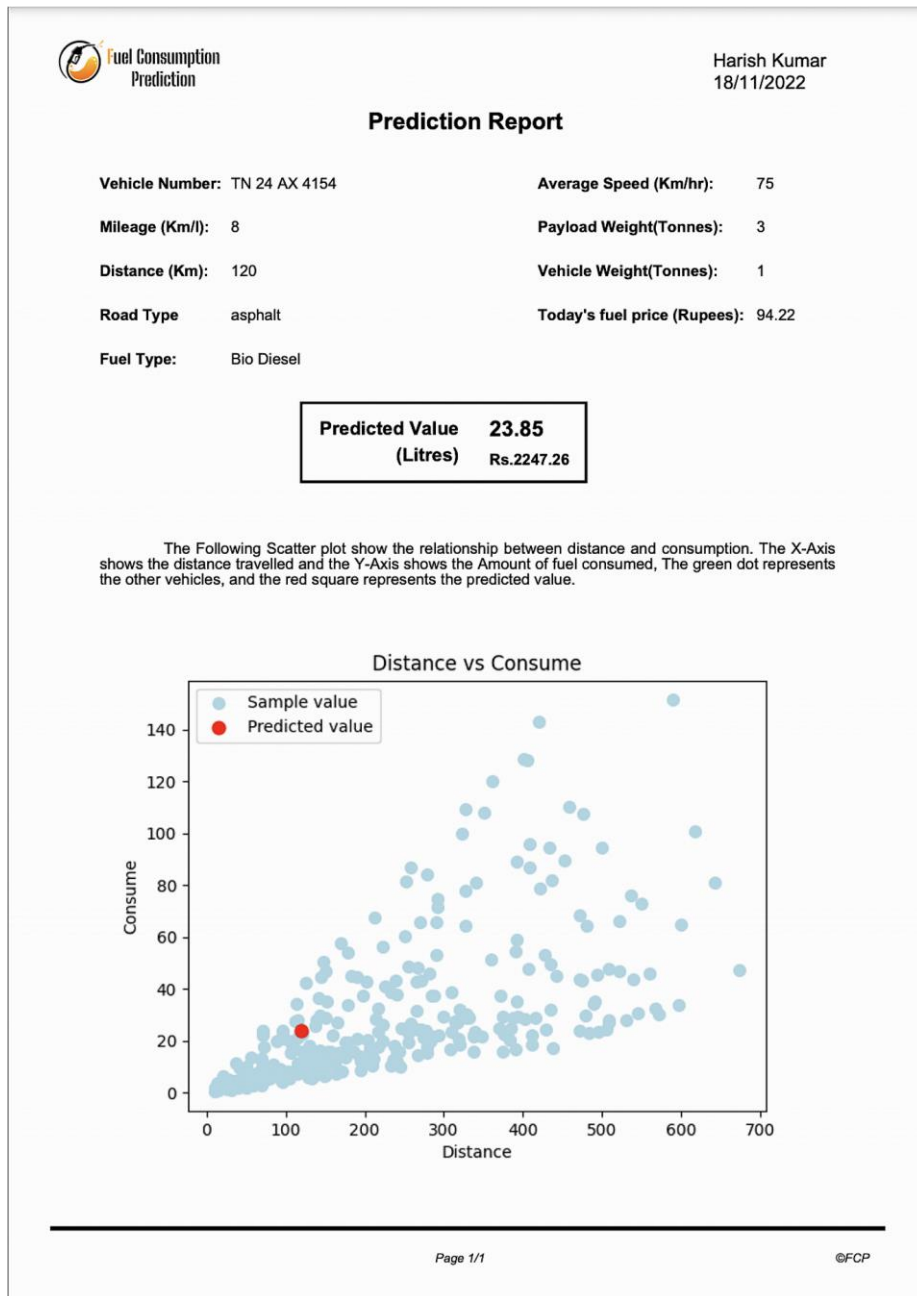 Fuel Consumption
Prediction
Harish Kumar
18/11/2022
Prediction Report
Vehicle Number: TN 24 AX 4154
Average Speed (Km/hr): 75
Mileage (Km/l): 8
Payload Weight(Tonnes): 3
Distance (Km): 120
Vehicle Weight(Tonnes): 1
Road Type asphalt
Today's fuel price (Rupees): 94.22
Fuel Type: Bio Diesel
Predicted Value 23.85
(Litres) Rs.2247.26
The Following Scatter plot show the relationship between distance and consumption. The X-Axis
shows the distance travelled and the Y-Axis shows the Amount of fuel consumed, The green dot represents
the other vehicles, and the red square represents the predicted value.
Distance vs Consume
Sample value
Predicted value
140
120
100
80
60
40
20
0
Consume
0 100 200 300 400 500 600 700
Distance
Page 1/1
©FCP